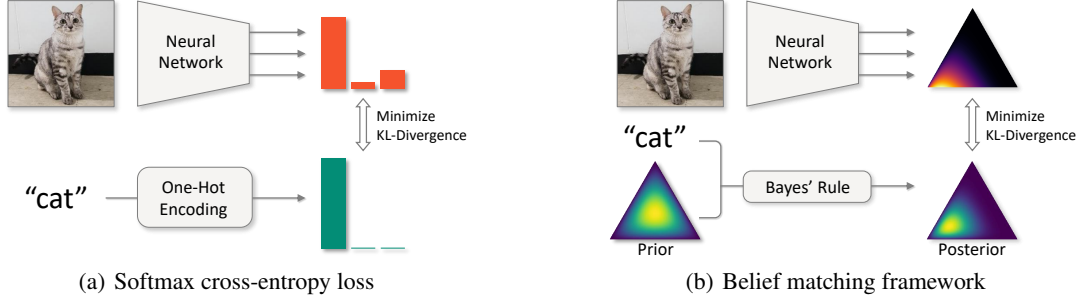 Neural
Network
Minimize
KL-Divergence
“cat”
One-Hot
Encoding
(a) Softmax cross-entropy loss
Neural
Network
Minimize
KL-Divergence
“cat”
Bayes’ Rule
Prior
Posterior
(b) Belief matching framework